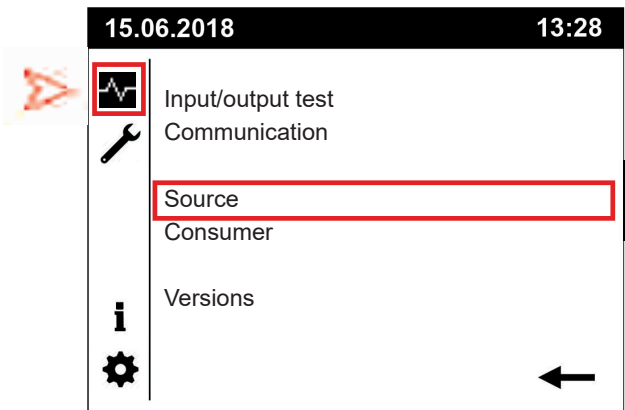 15.06.2018 13:28
Input/output test
Communication
Source
Consumer
Versions
i